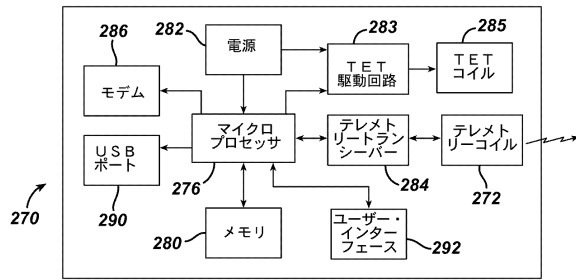 286
282
電源
283
ＴＥＴ
駆動回路
285
ＴＥＴ
コイル
モデム
マイクロ
プロセッサ
276
テレメト
リートラン
シーバー
284
テレメト
リーコイル
272
ＵＳＢ
ポート
290
270
280
メモリ
ユーザー・
インター
フェース
292